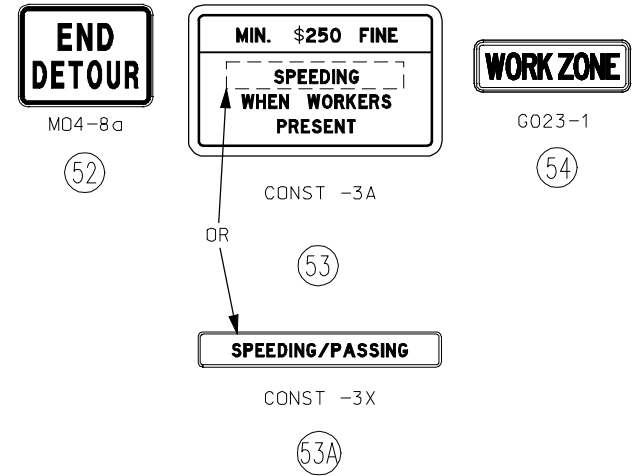 END
DETOUR
M04-8a
52
MIN. $250 FINE
SPEEDING
WHEN WORKERS
PRESENT
CONST -3A
53
WORK ZONE
G023-1
54
OR
SPEEDING/PASSING
CONST -3X
53A